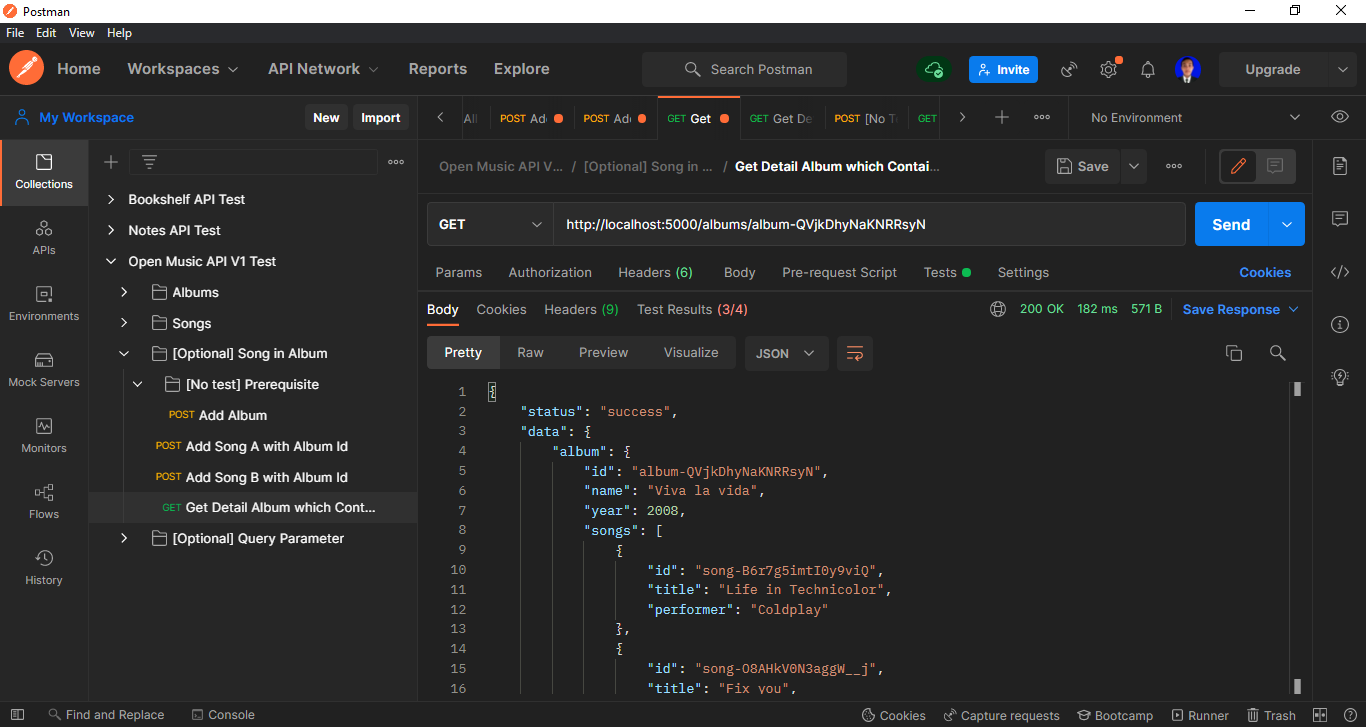 Postman
File Edit View Help
Home Workspaces API Network Reports Explore Search Postman Invite Upgrade
My Workspace New Import
All POST Ad POST Ad GET Get GET Get De POST [No T GET No Environment
Collections
APIs
Environments
Mock Servers
Monitors
Flows
History
Bookshelf API Test
Notes API Test
Open Music API V1 Test
Albums
Songs
[Optional] Song in Album
[No test] Prerequisite
POST Add Album
POST Add Song A with Album Id
POST Add Song B with Album Id
GET Get Detail Album which Cont...
[Optional] Query Parameter
Open Music API V... / [Optional] Song in ... / Get Detail Album which Contai... Save
GET http://localhost:5000/albums/album-QVjkDhyNaKNRRsyN Send
Params Authorization Headers (6) Body Pre-request Script Tests Settings Cookies
Body Cookies Headers (9) Test Results (3/4) 200 OK 182 ms 571 B Save Response
Pretty Raw Preview Visualize JSON
1 {
2 "status": "success",
3 "data": {
4 "album": {
5 "id": "album-QVjkDhyNaKNRRsyN",
6 "name": "Viva la vida",
7 "year": 2008,
8 "songs": [
9 {
10 "id": "song-B6r7g5imtI0y9viQ",
11 "title": "Life in Technicolor",
12 "performer": "Coldplay"
13 },
14 {
15 "id": "song-O8AHkV0N3aggW__j",
16 "title": "Fix you",
Find and Replace Console Cookies Capture requests Bootcamp Runner Trash